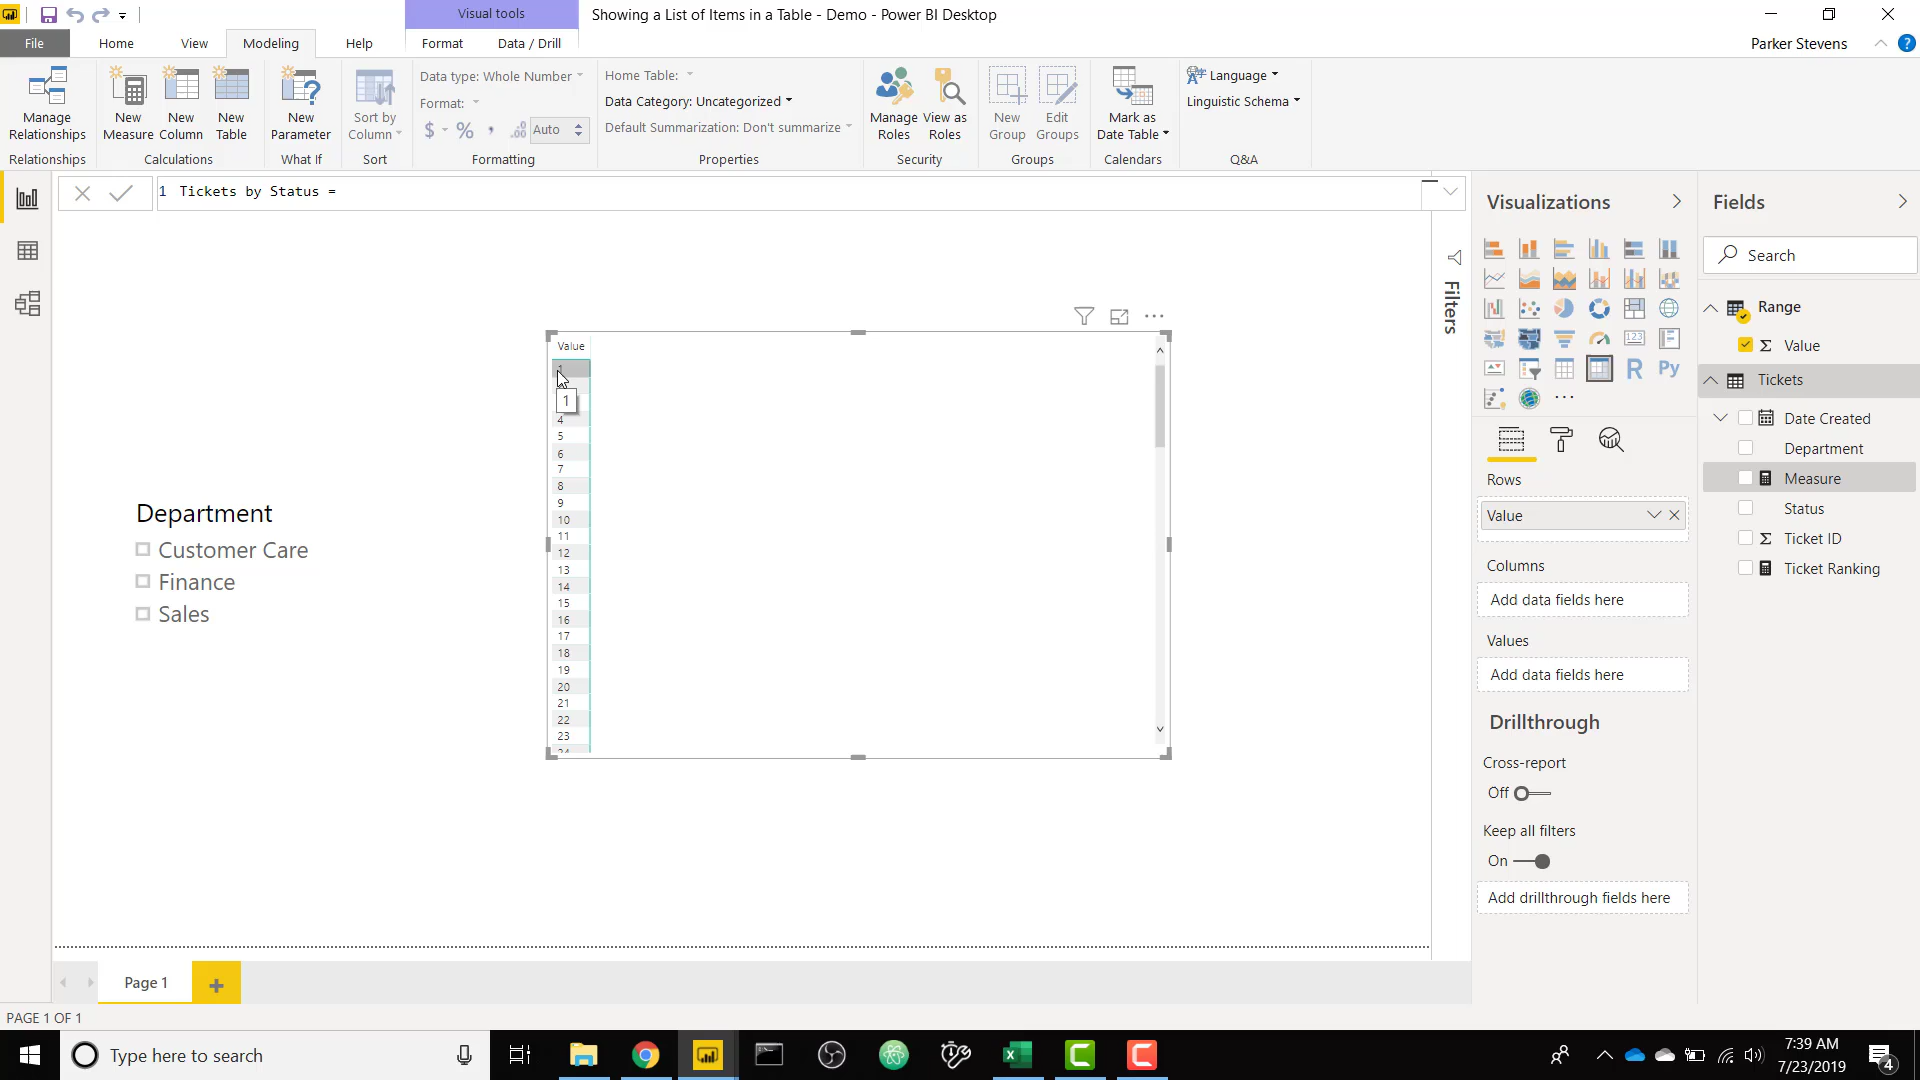 Visual tools
Showing a List of Items in a Table - Demo - Power BI Desktop
File
Home
View
Modeling
Help
Format
Data / Drill
Parker Stevens
Manage Relationships
New Measure
New Column
New Table
New Parameter
Sort by Column
Data type: Whole Number
Format:
$ % , .00 Auto
Home Table:
Data Category: Uncategorized
Default Summarization: Don't summarize
Manage Roles
View as Roles
New Group
Edit Groups
Mark as Date Table
Language
Linguistic Schema
Relationships
Calculations
What If
Sort
Formatting
Properties
Security
Groups
Calendars
Q&A
1 Tickets by Status =
Department
Customer Care
Finance
Sales
Value
1
4
5
6
7
8
9
10
11
12
13
14
15
16
17
18
19
20
21
22
23
24
Filters
Visualizations
123
R
Py
Rows
Value
Columns
Add data fields here
Values
Add data fields here
Drillthrough
Cross-report
Off
Keep all filters
On
Add drillthrough fields here
Fields
Search
Range
Value
Tickets
Date Created
Department
Measure
Status
Ticket ID
Ticket Ranking
Page 1
PAGE 1 OF 1
Type here to search
7:39 AM
7/23/2019
4